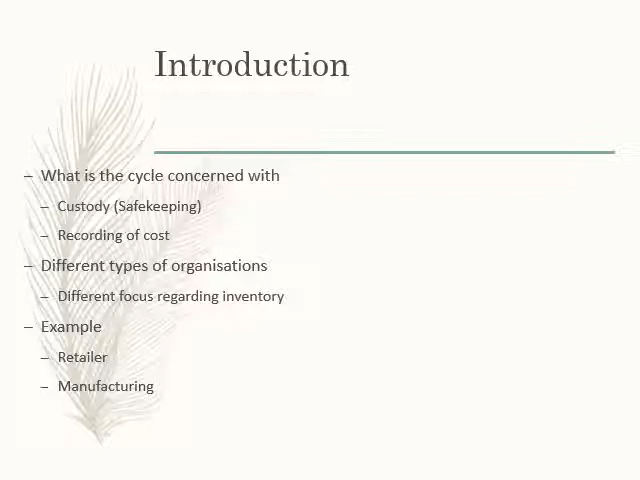 Introduction
– What is the cycle concerned with
– Custody (Safekeeping)
– Recording of cost
– Different types of organisations
– Different focus regarding inventory
– Example
– Retailer
– Manufacturing